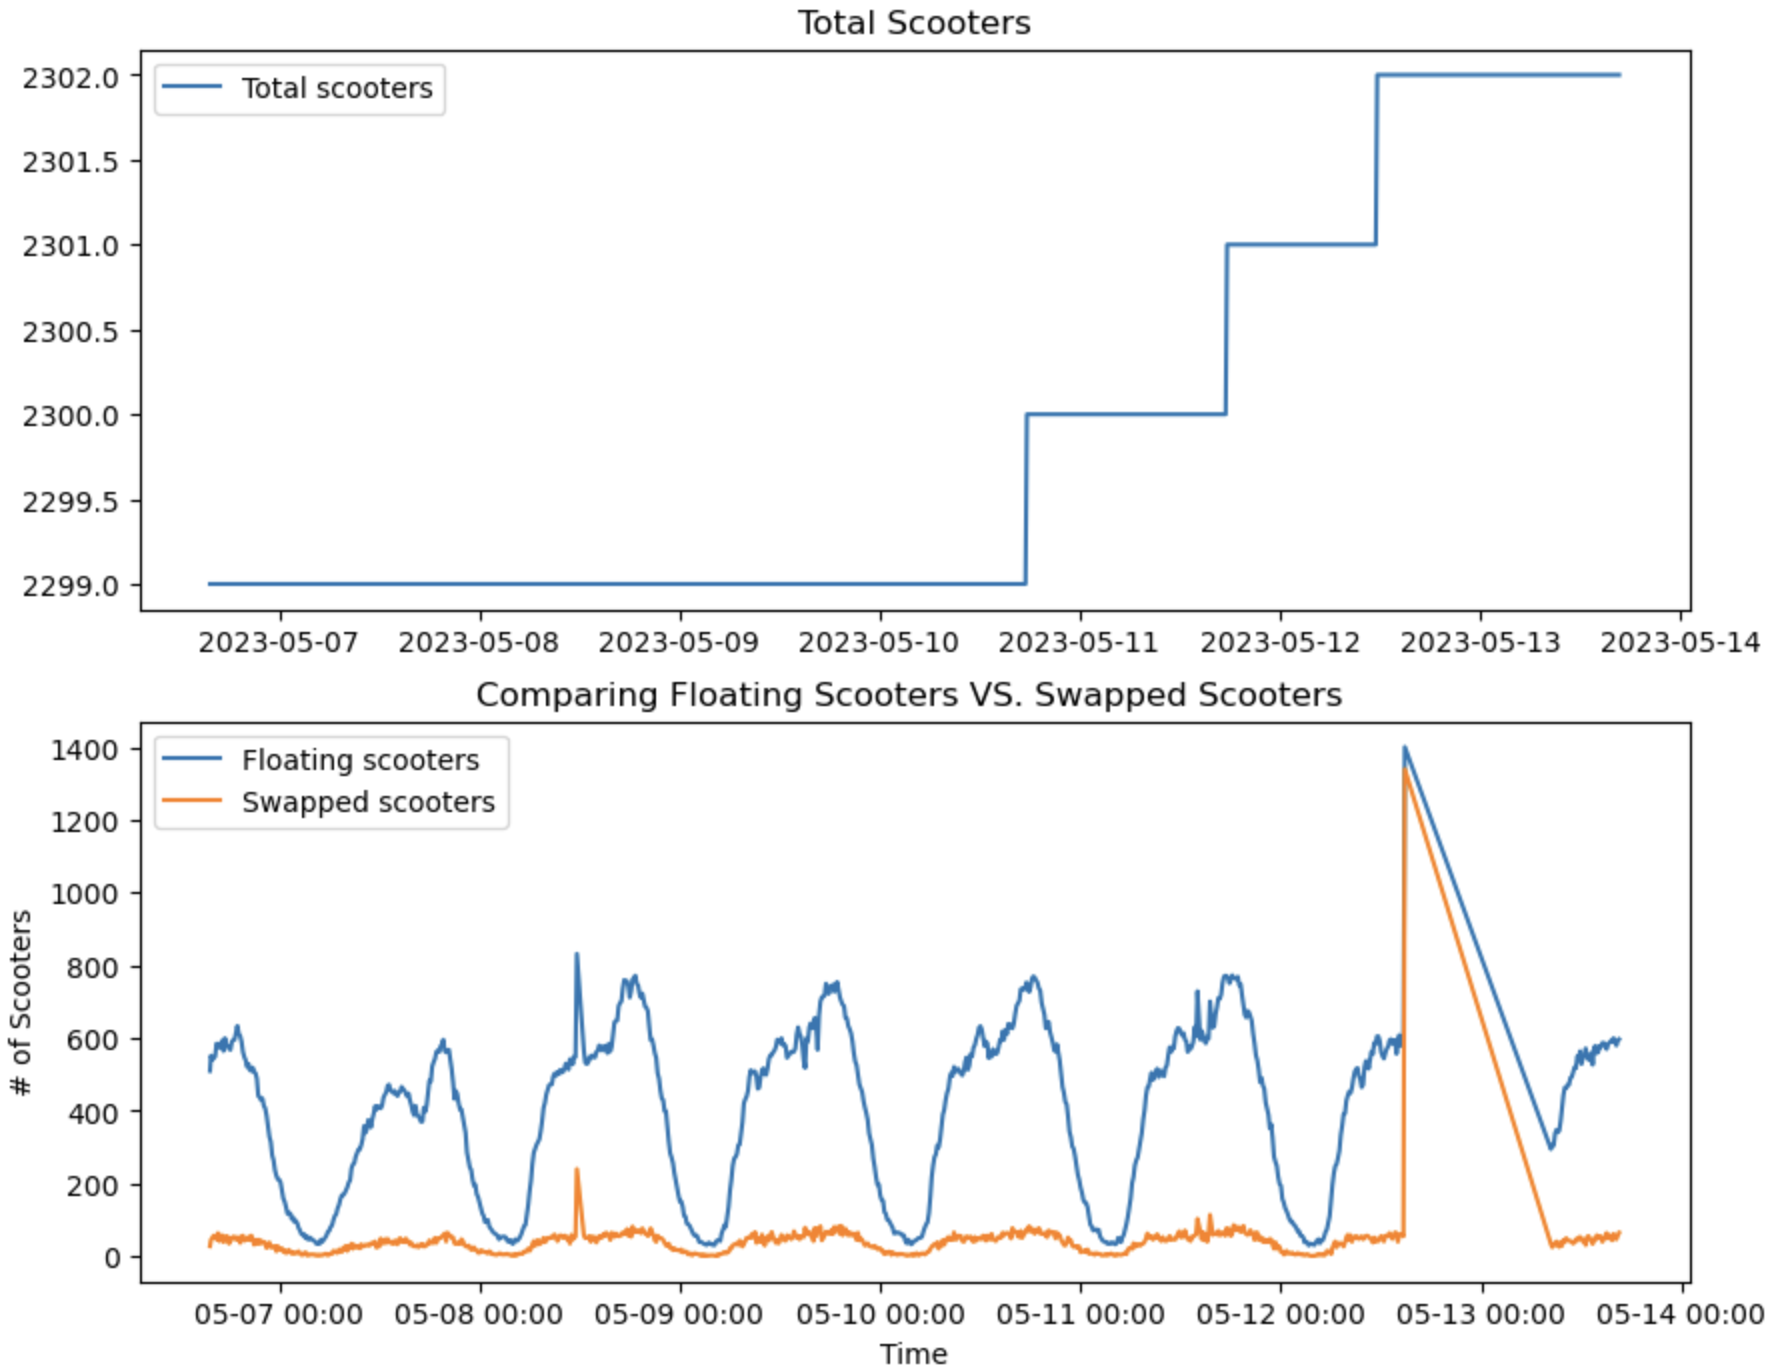 Total Scooters
Total scooters
2302.0
2301.5
2301.0
2300.5
2300.0
2299.5
2299.0
2023-05-07 2023-05-08 2023-05-09 2023-05-10 2023-05-11 2023-05-12 2023-05-13 2023-05-14
Comparing Floating Scooters VS. Swapped Scooters
Floating scooters
Swapped scooters
# of Scooters
1400
1200
1000
800
600
400
200
0
05-07 00:00 05-08 00:00 05-09 00:00 05-10 00:00 05-11 00:00 05-12 00:00 05-13 00:00 05-14 00:00
Time